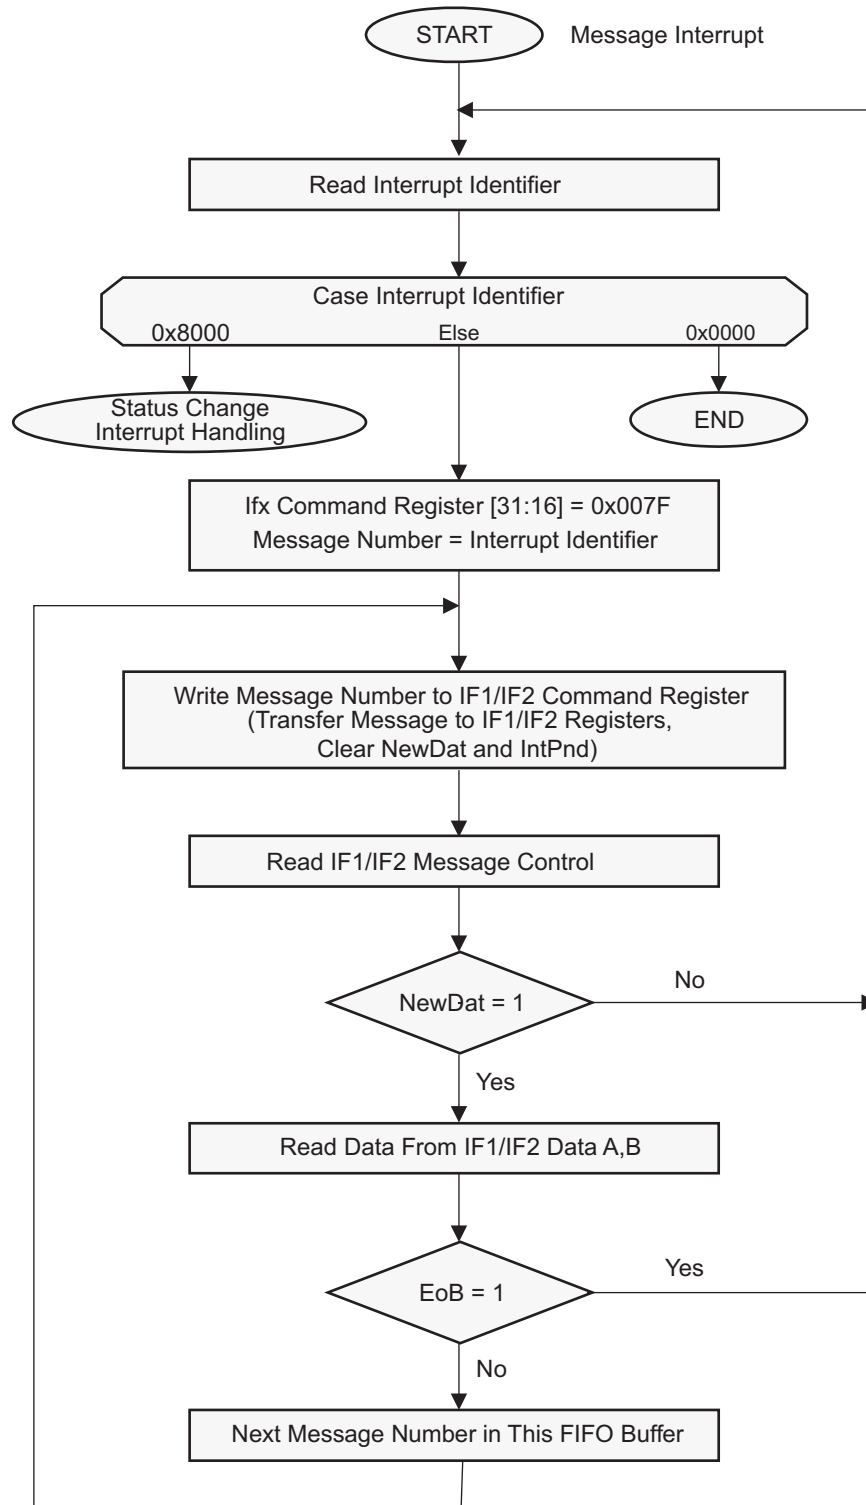 START
Message Interrupt
Read Interrupt Identifier
Case Interrupt Identifier
0x8000
Else
0x0000
Status Change
Interrupt Handling
END
Ifx Command Register [31:16] = 0x007F
Message Number = Interrupt Identifier
Write Message Number to IF1/IF2 Command Register
(Transfer Message to IF1/IF2 Registers,
Clear NewDat and IntPnd)
Read IF1/IF2 Message Control
NewDat = 1
No
Yes
Read Data From IF1/IF2 Data A,B
EoB = 1
Yes
No
Next Message Number in This FIFO Buffer